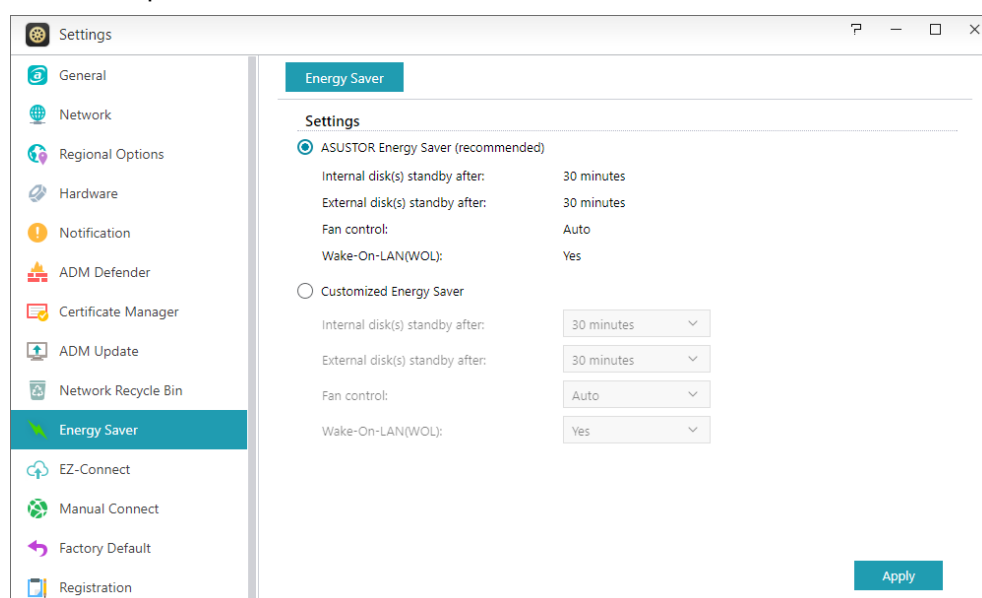 Settings
General
Network
Regional Options
Hardware
Notification
ADM Defender
Certificate Manager
ADM Update
Network Recycle Bin
Energy Saver
EZ-Connect
Manual Connect
Factory Default
Registration
Energy Saver
Settings
ASUSTOR Energy Saver (recommended)
Internal disk(s) standby after: 30 minutes
External disk(s) standby after: 30 minutes
Fan control: Auto
Wake-On-LAN(WOL): Yes
Customized Energy Saver
Internal disk(s) standby after: 30 minutes
External disk(s) standby after: 30 minutes
Fan control: Auto
Wake-On-LAN(WOL): Yes
Apply